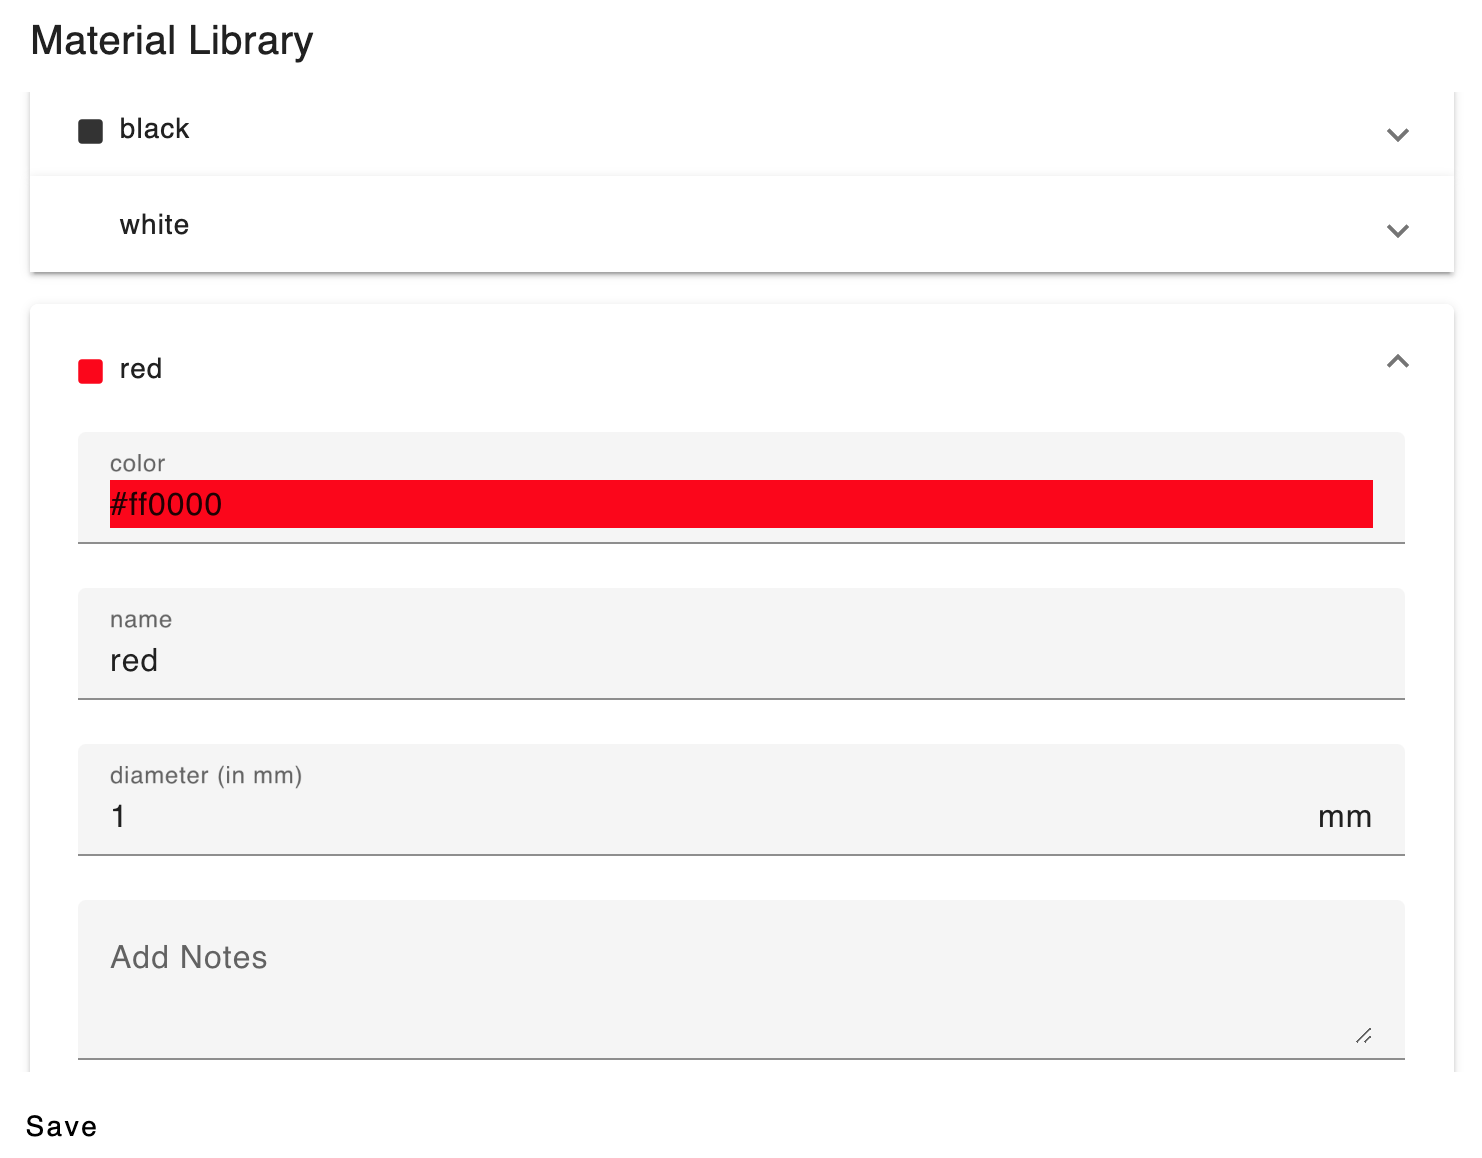 Material Library
black
white
red
color
#ff0000
name
red
diameter (in mm)
1 mm
Add Notes
Save